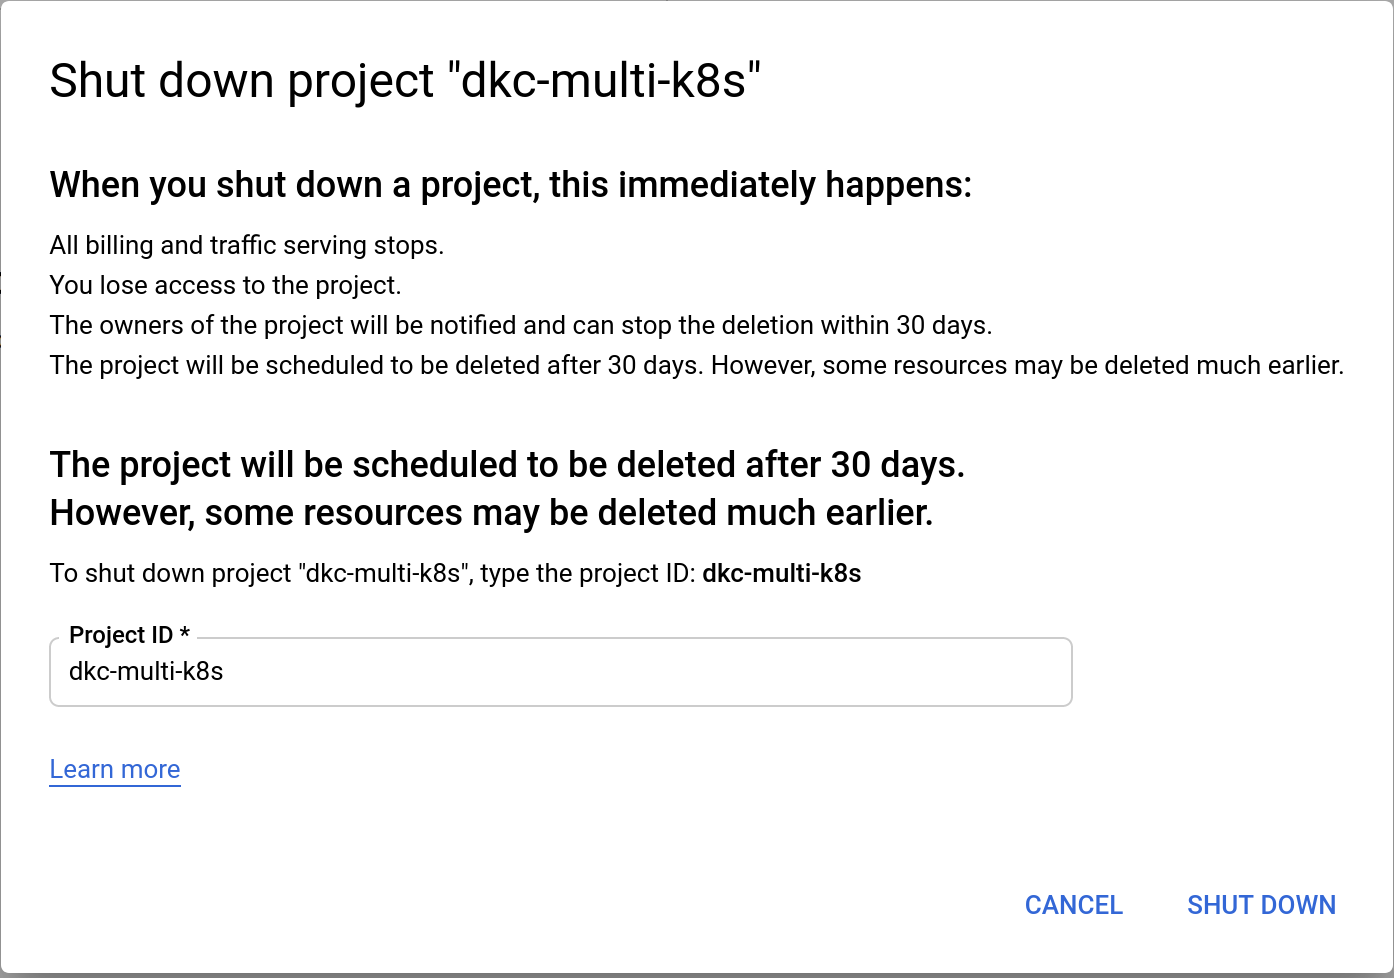 Shut down project "dkc-multi-k8s"
When you shut down a project, this immediately happens:
All billing and traffic serving stops.
You lose access to the project.
The owners of the project will be notified and can stop the deletion within 30 days.
The project will be scheduled to be deleted after 30 days. However, some resources may be deleted much earlier.
The project will be scheduled to be deleted after 30 days.
However, some resources may be deleted much earlier.
To shut down project "dkc-multi-k8s", type the project ID: dkc-multi-k8s
Project ID *
dkc-multi-k8s
Learn more
CANCEL SHUT DOWN